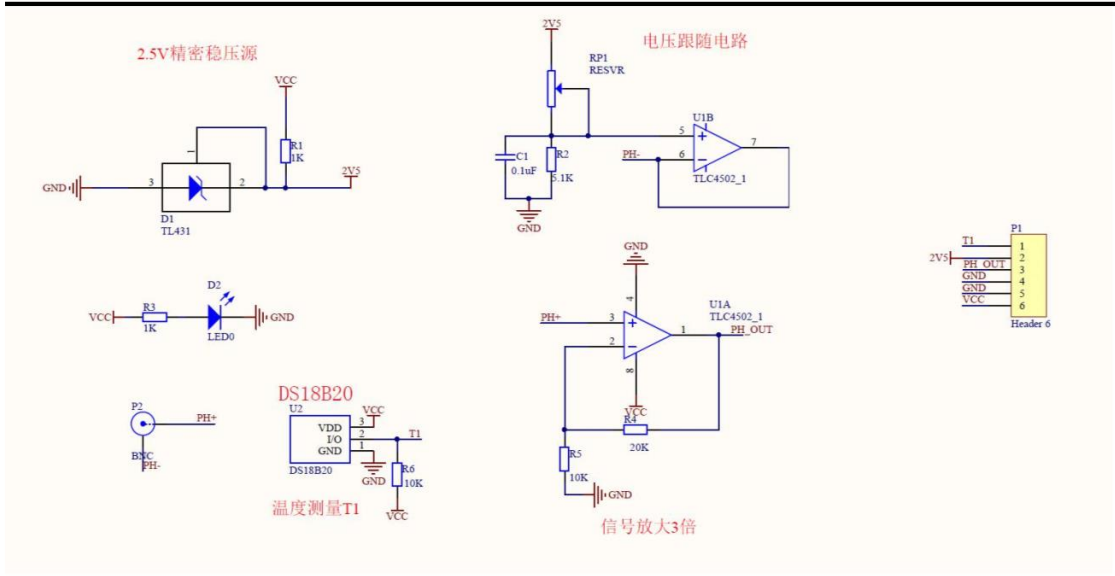 2.5V精密稳压源
VCC
R1
1K
1
GND
3
2
2V5
D1
TL431
电压跟随电路
2V5
RP1
RESVR
U1B
5
7
PH-
6
C1
0.1uF
R2
5.1K
TLC4502_1
GND
D2
R3
VCC
GND
1K
LED0
GND
4
U1A
TLC4502_1
PH+
3
1
PH_OUT
2
8
VCC
R4
20K
R5
10K
GND
信号放大3倍
P1
T1
1
2V5
2
PH_OUT
3
GND
4
GND
5
VCC
6
Header 6
P2
PH+
BNC
PH-
DS18B20
U2
VCC
VDD
3
I/O
2
T1
GND
1
DS18B20
GND
R6
10K
VCC
温度测量T1